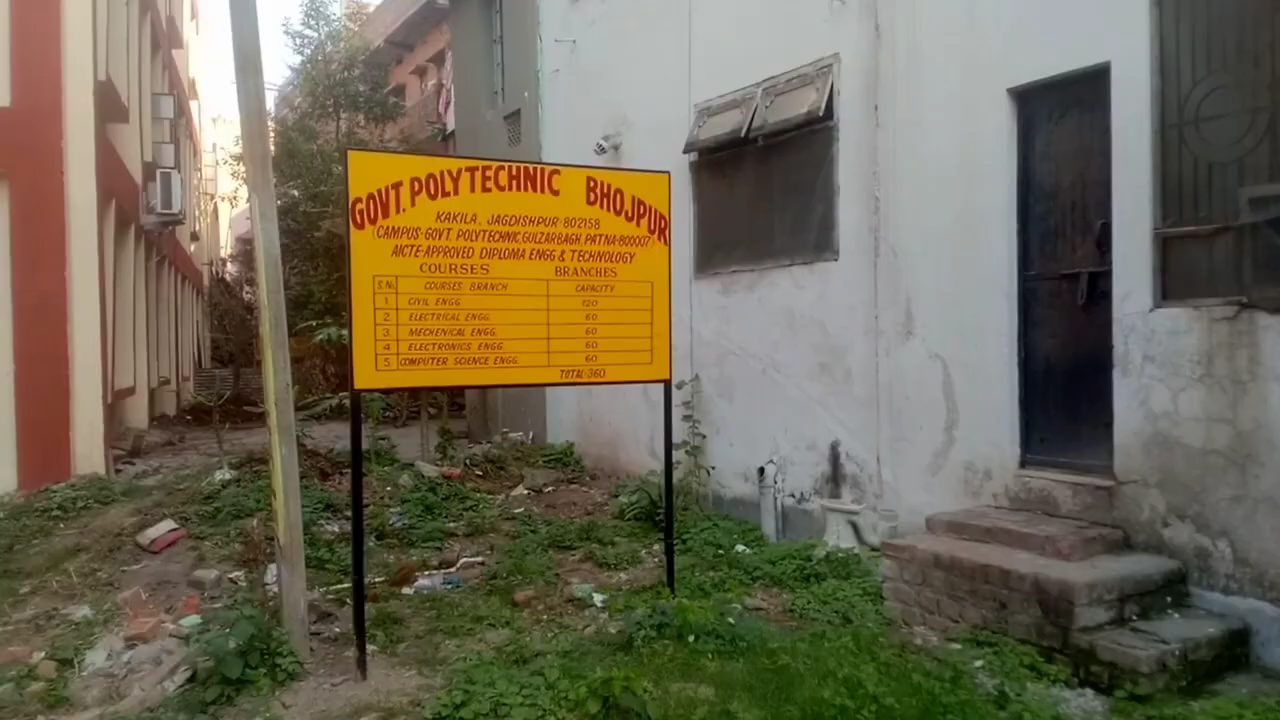 GOVT. POLYTECHNIC BHOJPUR
KAKILA, JAGDISHPUR-802158
(CAMPUS-GOVT. POLYTECHNIC, GULZARBAGH, PATNA-800007)
AICTE-APPROVED DIPLOMA ENGG & TECHNOLOGY
COURSES BRANCHES
S.No. COURSES BRANCH CAPACITY
1. CIVIL ENGG. 120
2. ELECTRICAL ENGG. 60
3. MECHENICAL ENGG. 60
4 ELECTRONICS ENGG 60
5 COMPUTER SCIENCE ENGG. 60
TOTAL-360